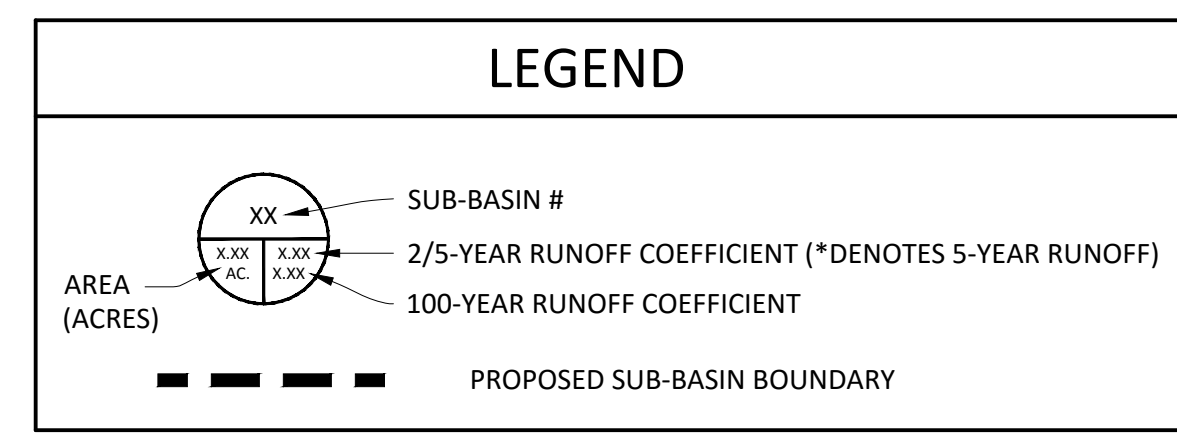 LEGEND
XX
SUB-BASIN #
X.XX
AC.
X.XX
X.XX
2/5-YEAR RUNOFF COEFFICIENT (*DENOTES 5-YEAR RUNOFF)
AREA
(ACRES)
100-YEAR RUNOFF COEFFICIENT
PROPOSED SUB-BASIN BOUNDARY